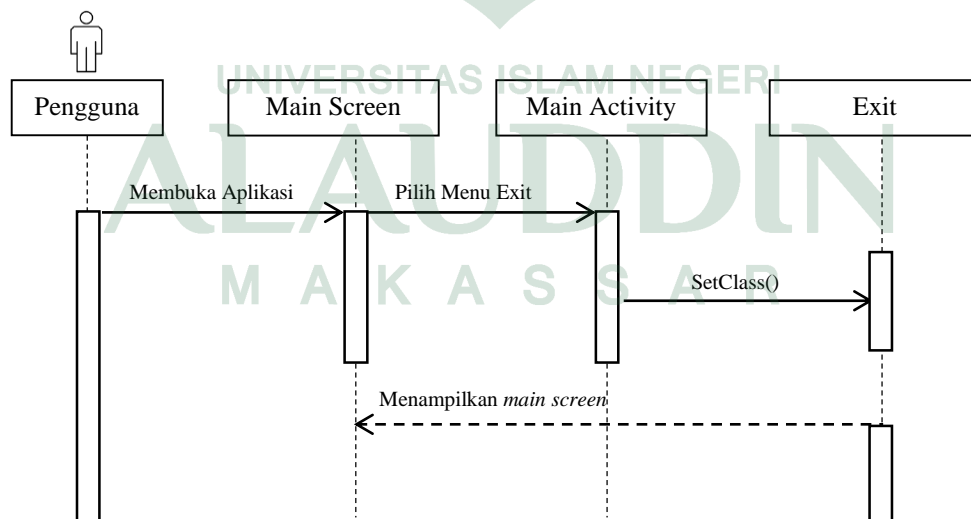 UNIVERSITAS ISLAM NEGERI
Pengguna
Main Screen
Main Activity
Exit
ALAUDDIN
Membuka Aplikasi
Pilih Menu Exit
MAKASSAR
SetClass()
Menampilkan main screen